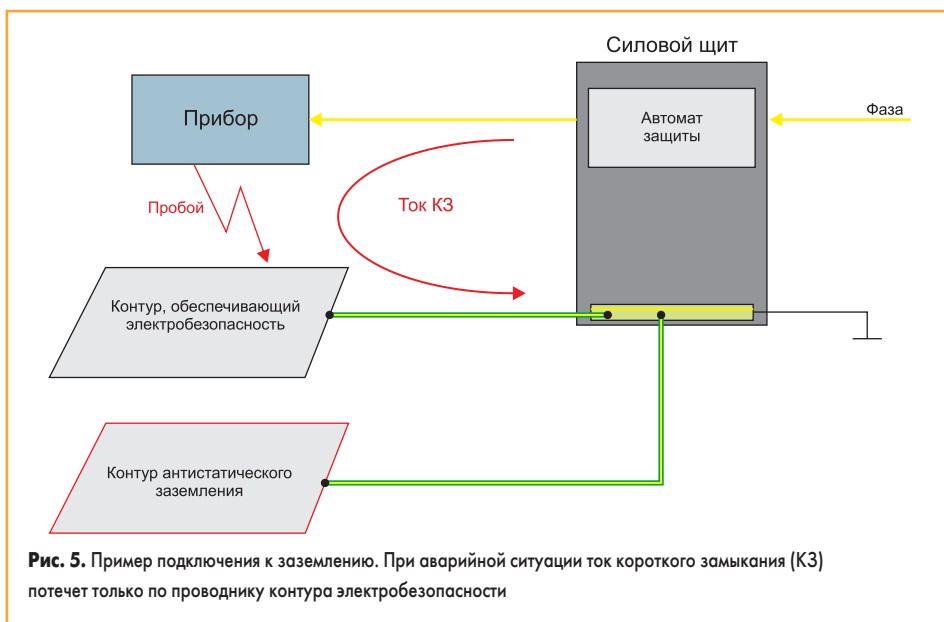 Силовой щит
Прибор
Автомат
защиты
Фаза
Пробой
Ток КЗ
Контур, обеспечивающий
электробезопасность
Контур антистатического
заземления
Рис. 5. Пример подключения к заземлению. При аварийной ситуации ток короткого замыкания (КЗ)
потечет только по проводнику контура электробезопасности